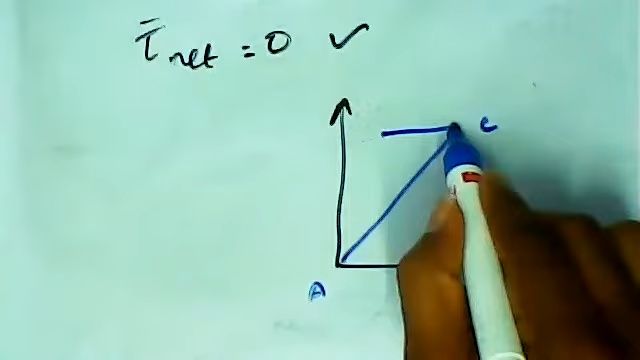 τ̄ net = 0 ✓
C
A